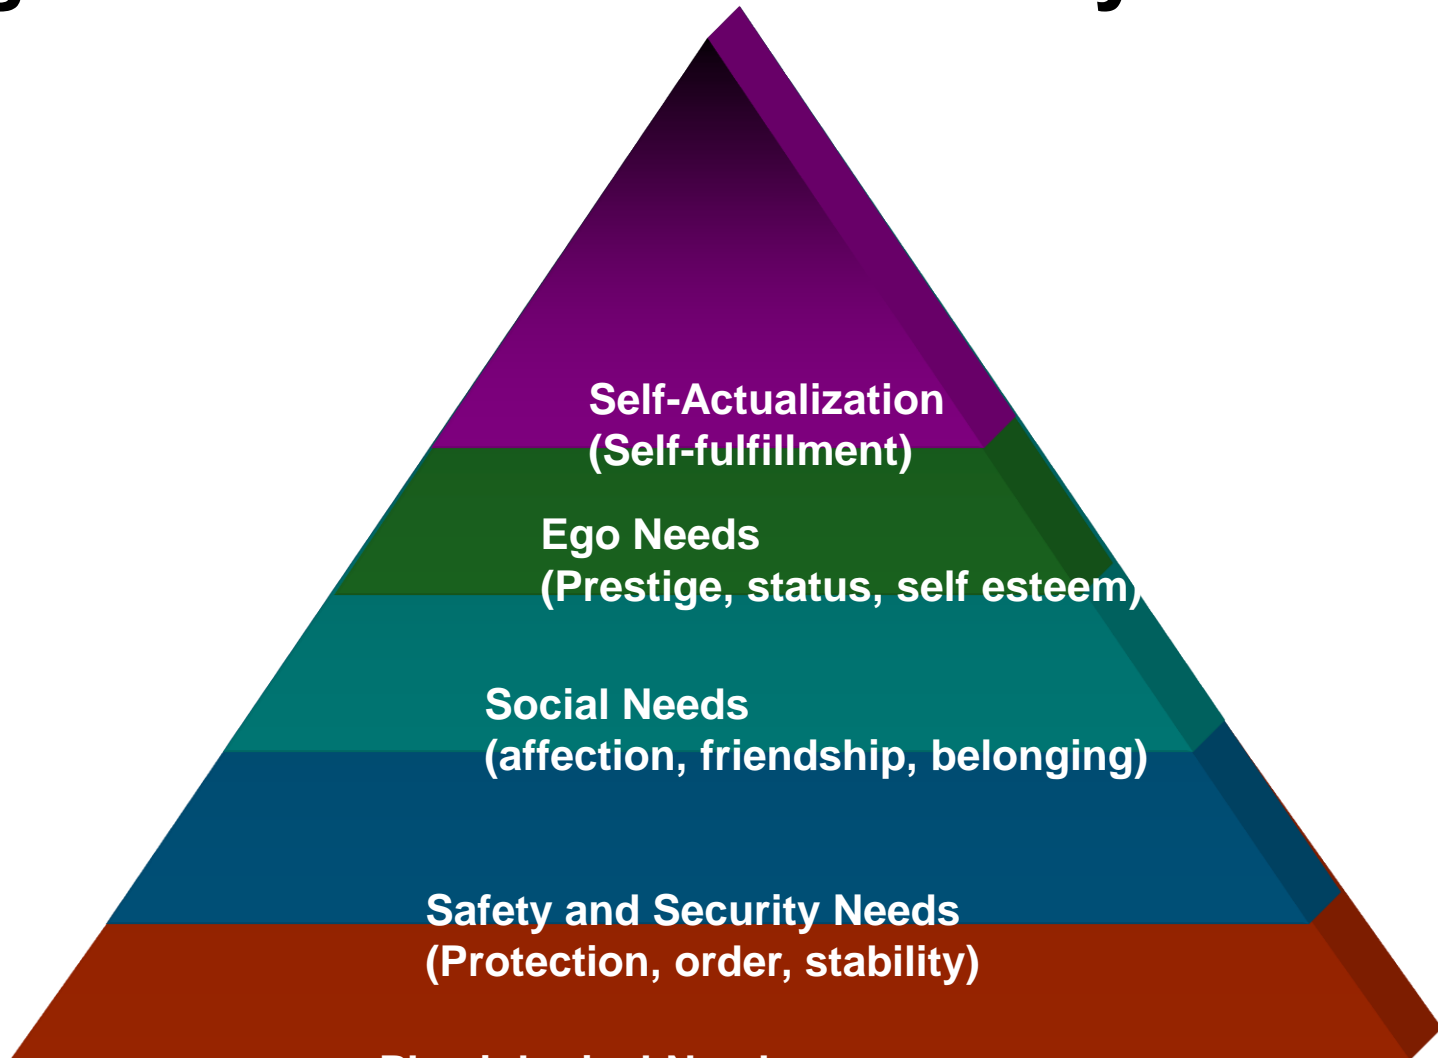 Self-Actualization
(Self-fulfillment)
Ego Needs
(Prestige, status, self esteem)
Social Needs
(affection, friendship, belonging)
Safety and Security Needs
(Protection, order, stability)